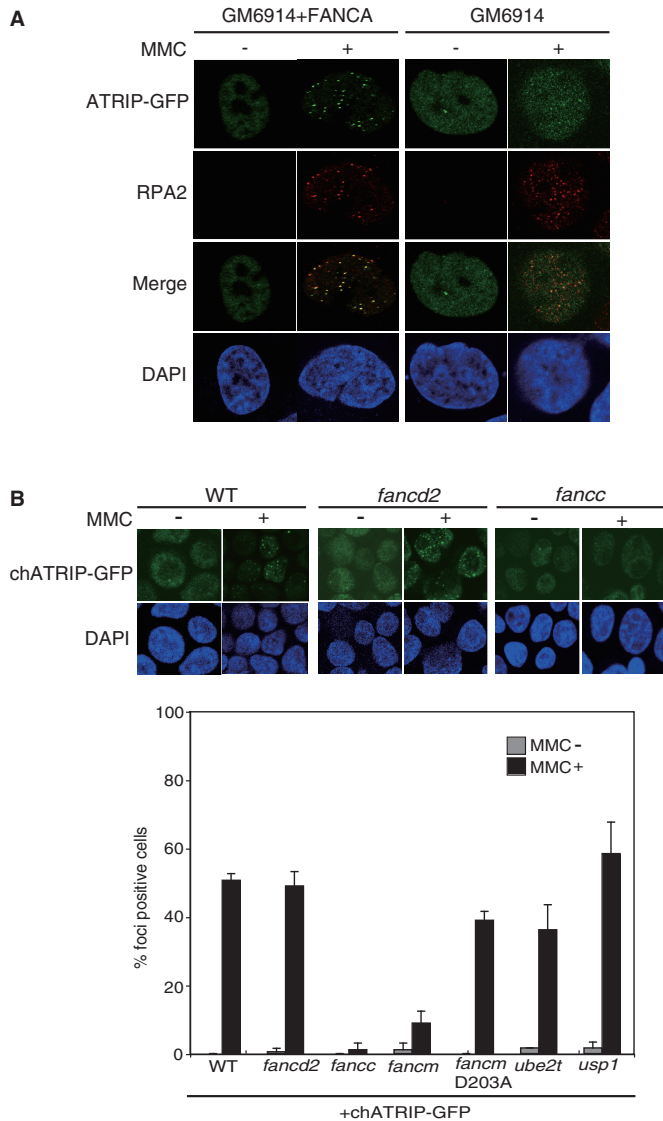 A
GM6914+FANCA GM6914
MMC - + - +
ATRIP-GFP
RPA2
Merge
DAPI
B
WT fancd2 fancc
MMC - + - + - +
chATRIP-GFP
DAPI
100
80
60
40
20
0
% foci positive cells
MMC -
MMC +
WT fancd2 fancc fancm fancm ube2t usp1
D203A
+chATRIP-GFP